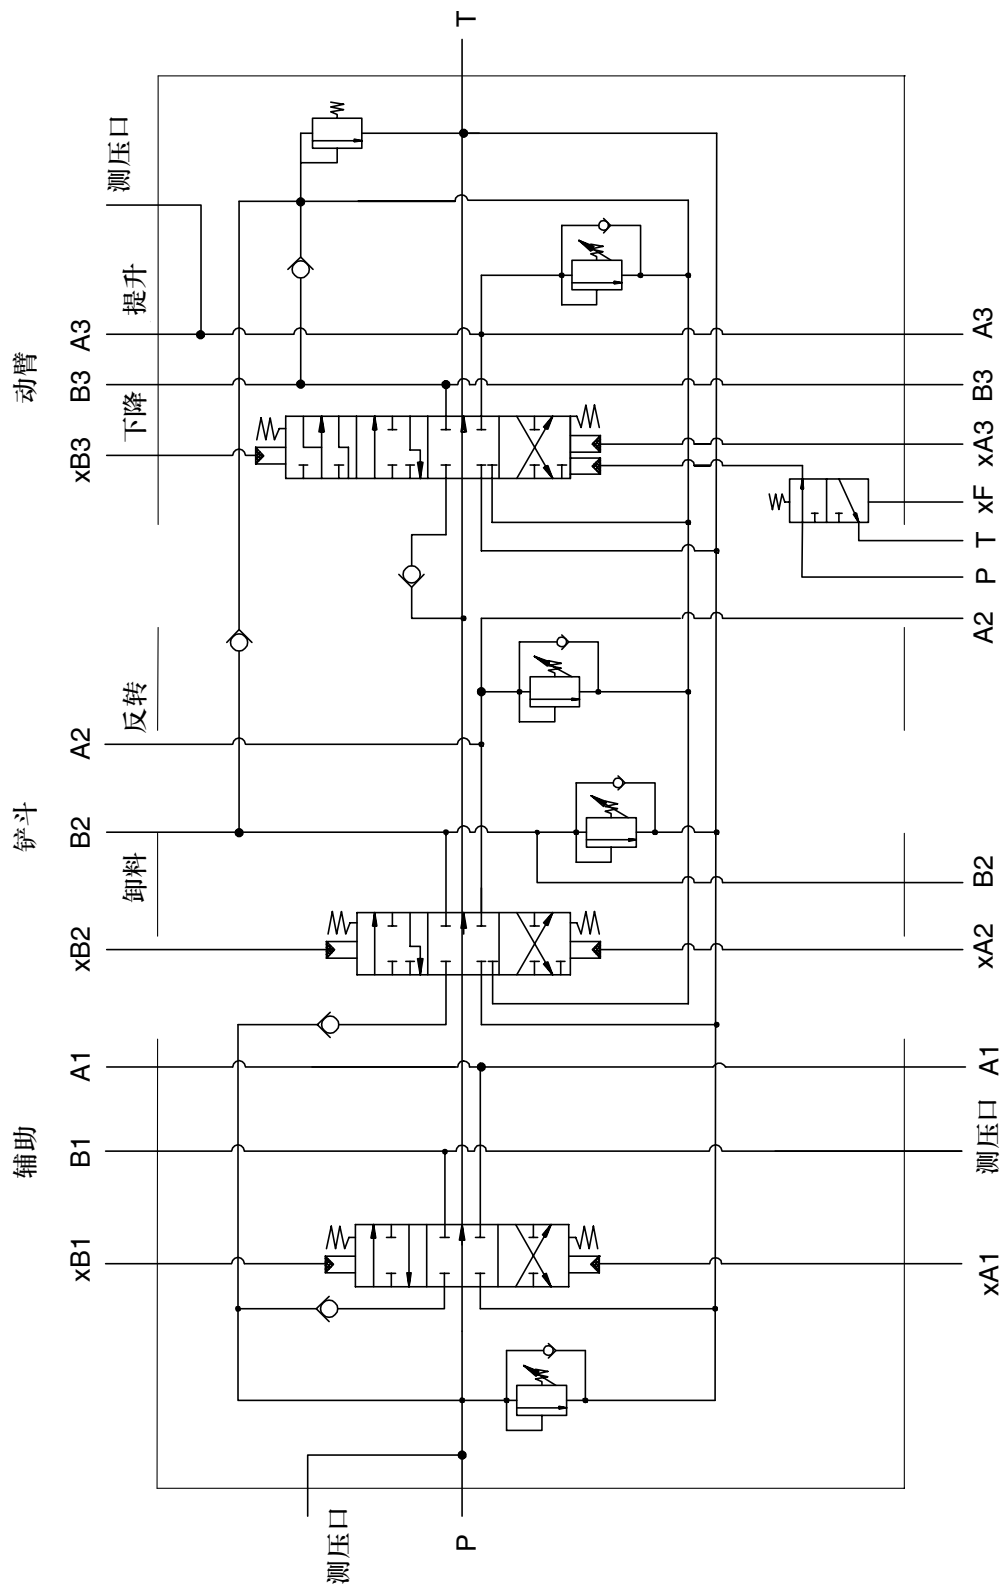 辅助 铲斗 动臂
xB1 B1 A1 xB2 B2 A2 xB3 B3 A3
卸料 反转 下降 提升 测压口
测压口
P T
xA1 测压口 A1 xA2 B2 A2 P T xF xA3 B3 A3